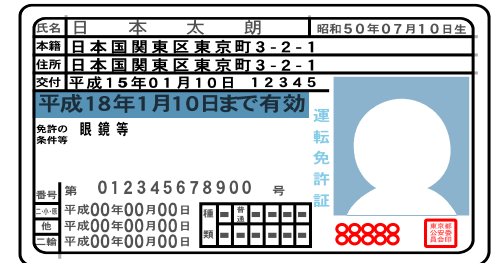 氏名 日本太朗 昭和50年07月10日生
本籍 日本国関東区東京町3-2-1
住所 日本国関東区東京町3-2-1
交付 平成15年01月10日 12345
平成18年1月10日まで有効
免許の
条件等 眼鏡等
運転免許証
番号 第 012345678900 号
二・小・原 平成00年00月00日
他 平成00年00月00日
二輪 平成00年00月00日
種類 - 普通 - - - -
- - - - - -
東京都
公安委
員会印